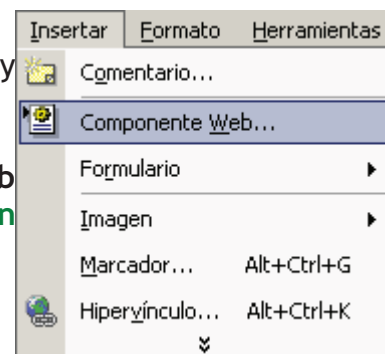 Insertar Formato Herramientas
y
Comentario...
Componente Web...
b
Formulario
n
Imagen
Marcador... Alt+Ctrl+G
Hipervínculo... Alt+Ctrl+K